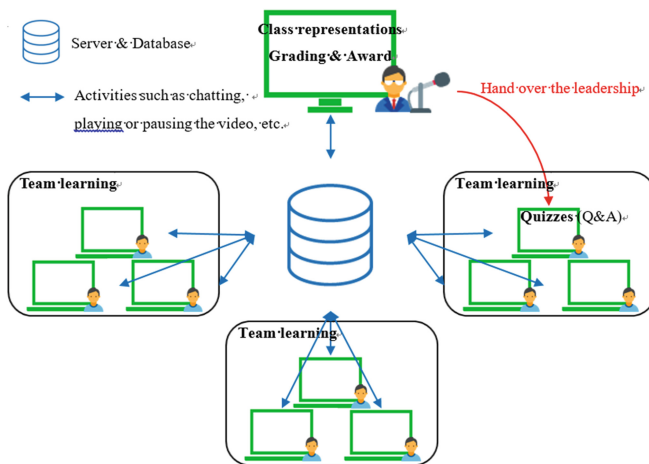 Class representations
Grading & Award
Server & Database
Activities such as chatting,
playing or pausing the video, etc.
Hand over the leadership
Team learning
Team learning
Quizzes (Q&A)
Team learning